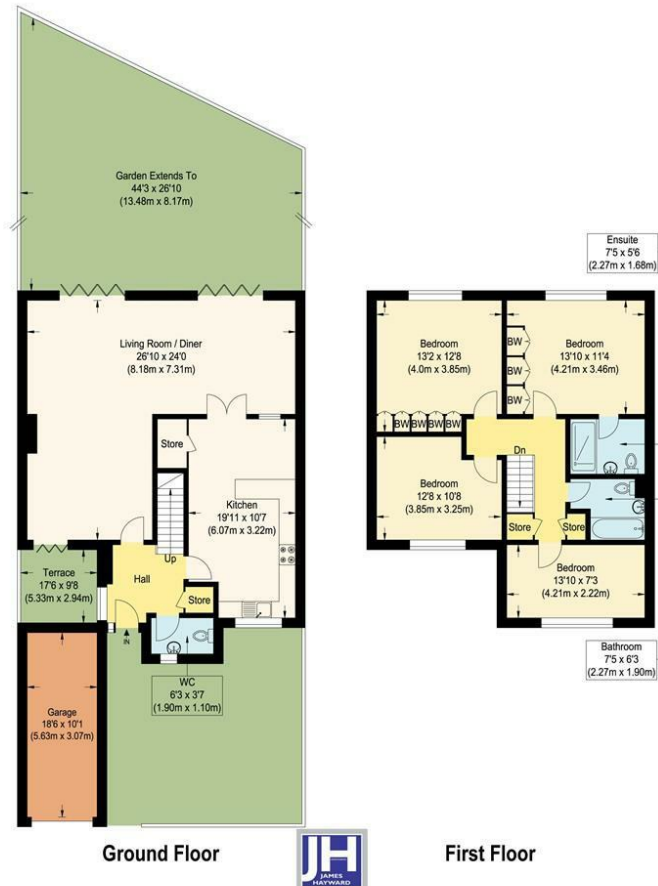 Garden Extends To
44'3 x 26'10
(13.48m x 8.17m)
Living Room / Diner
26'10 x 24'0
(8.18m x 7.31m)
Store
Kitchen
19'11 x 10'7
(6.07m x 3.22m)
Up
Hall
Store
Terrace
17'6 x 9'8
(5.33m x 2.94m)
IN
WC
6'3 x 3'7
(1.90m x 1.10m)
Garage
18'6 x 10'1
(5.63m x 3.07m)
Ground Floor
Ensuite
7'5 x 5'6
(2.27m x 1.68m)
Bedroom
13'2 x 12'8
(4.0m x 3.85m)
BW BW BW BW
Bedroom
13'10 x 11'4
(4.21m x 3.46m)
BW
BW
BW
Dn
Bedroom
12'8 x 10'8
(3.85m x 3.25m)
Store
Store
Bedroom
13'10 x 7'3
(4.21m x 2.22m)
Bathroom
7'5 x 6'3
(2.27m x 1.90m)
First Floor
JH
JAMES
HAYWARD